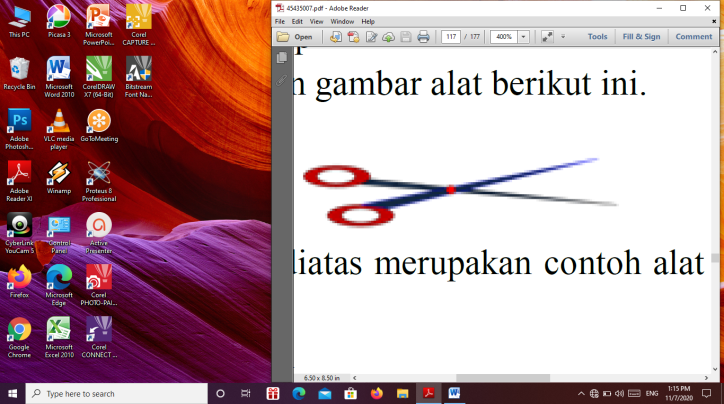 This PC
Picasa 3
Microsoft PowerPoi...
Corel CAPTURE ...
Recycle Bin
Microsoft Word 2010
CorelDRAW X7 (64-Bit)
Bitstream Font Na...
Adobe Photosh...
VLC media player
GoToMeeting
Adobe Reader XI
Winamp
Proteus 8 Professional
CyberLink YouCam 5
Control Panel
Active Presenter
Firefox
Microsoft Edge
Corel PHOTO-PAI...
Google Chrome
Microsoft Excel 2010
Corel CONNECT ...
45435007.pdf - Adobe Reader
File Edit View Window Help
Open 117 / 177 400% Tools Fill & Sign Comment
n gambar alat berikut ini.
diatas merupakan contoh alat
6.50 x 8.50 in
Type here to search
ENG
1:15 PM
11/7/2020